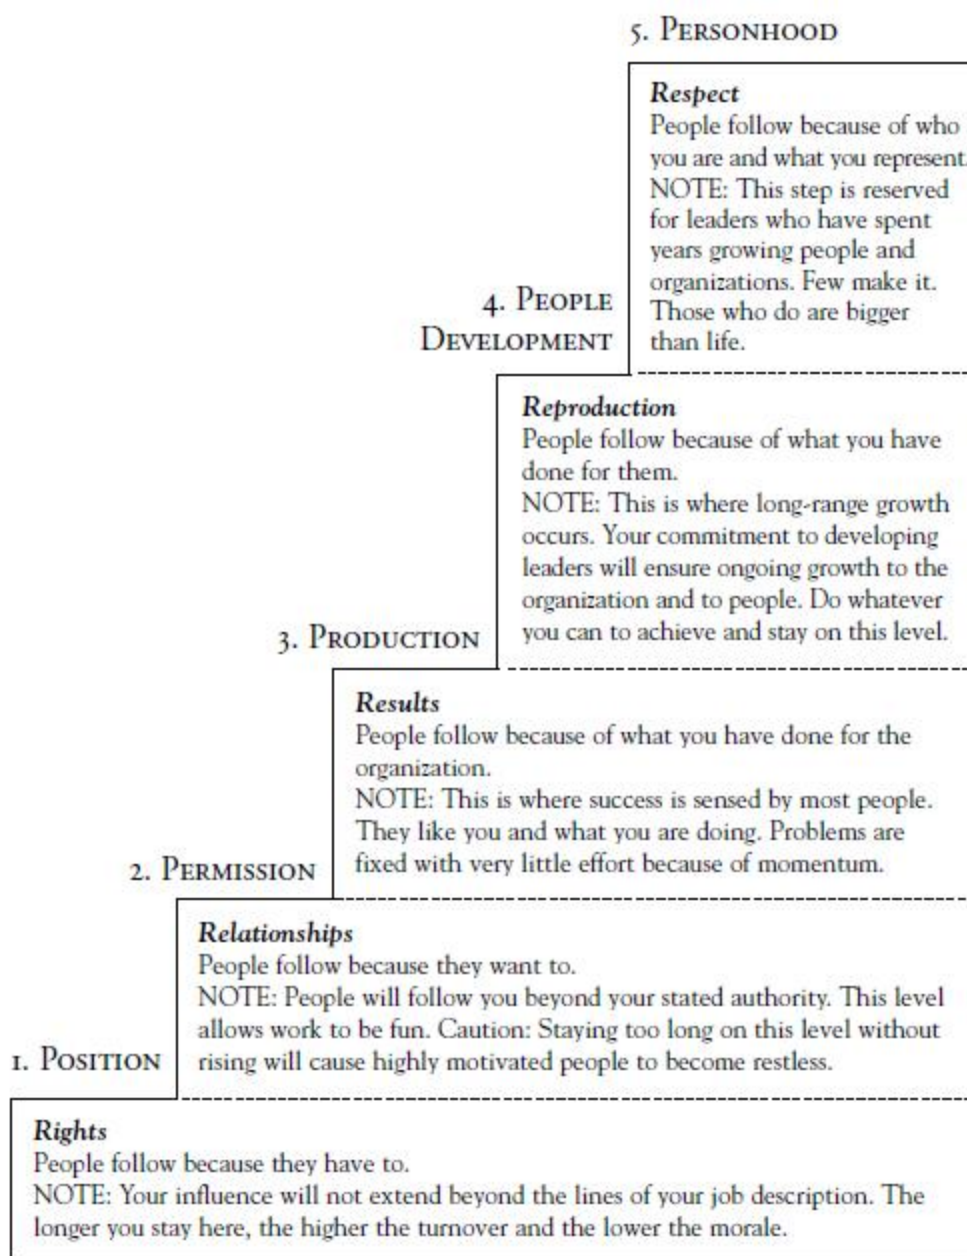 5. Personhood
Respect
People follow because of who
you are and what you represent.
NOTE: This step is reserved
for leaders who have spent
years growing people and
organizations. Few make it.
Those who do are bigger
than life.
4. People
Development
Reproduction
People follow because of what you have
done for them.
NOTE: This is where long-range growth
occurs. Your commitment to developing
leaders will ensure ongoing growth to the
organization and to people. Do whatever
you can to achieve and stay on this level.
3. Production
Results
People follow because of what you have done for the
organization.
NOTE: This is where success is sensed by most people.
They like you and what you are doing. Problems are
fixed with very little effort because of momentum.
2. Permission
Relationships
People follow because they want to.
NOTE: People will follow you beyond your stated authority. This level
allows work to be fun. Caution: Staying too long on this level without
rising will cause highly motivated people to become restless.
1. Position
Rights
People follow because they have to.
NOTE: Your influence will not extend beyond the lines of your job description. The
longer you stay here, the higher the turnover and the lower the morale.